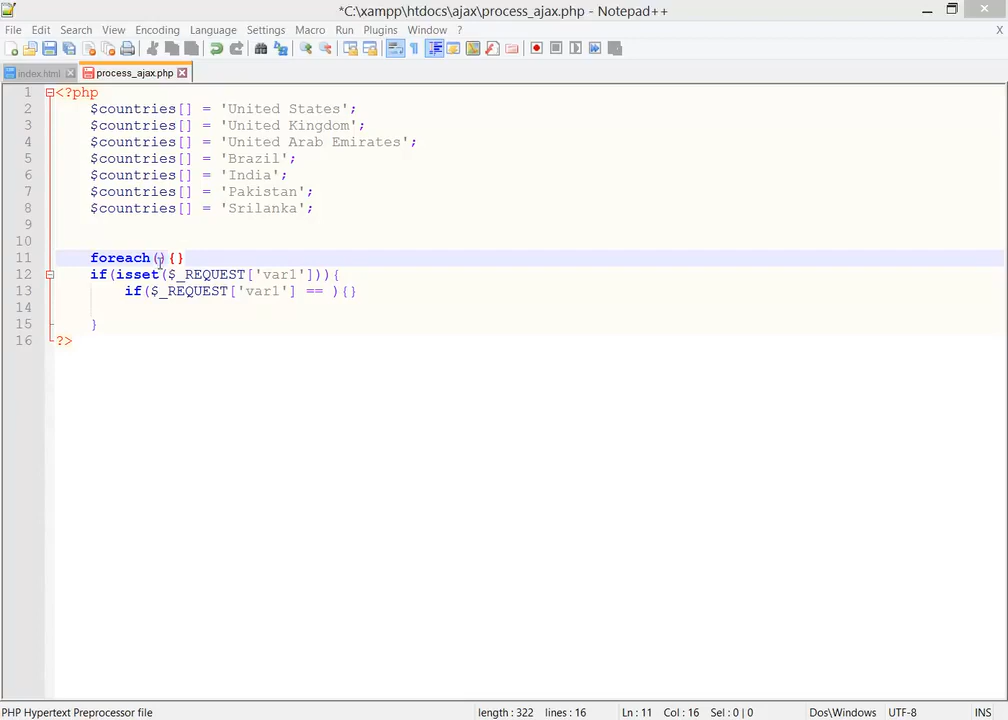 *C:\xampp\htdocs\ajax\process_ajax.php - Notepad++
File Edit Search View Encoding Language Settings Macro Run Plugins Window ? X
index.html process_ajax.php
1 <?php
2 $countries[] = 'United States';
3 $countries[] = 'United Kingdom';
4 $countries[] = 'United Arab Emirates';
5 $countries[] = 'Brazil';
6 $countries[] = 'India';
7 $countries[] = 'Pakistan';
8 $countries[] = 'Srilanka';
9
10
11 foreach(){}
12 if(isset($_REQUEST['var1'])){
13 if($_REQUEST['var1'] == ){}
14
15 }
16 ?>
PHP Hypertext Preprocessor file length : 322 lines : 16 Ln : 11 Col : 16 Sel : 0 | 0 Dos\Windows UTF-8 INS